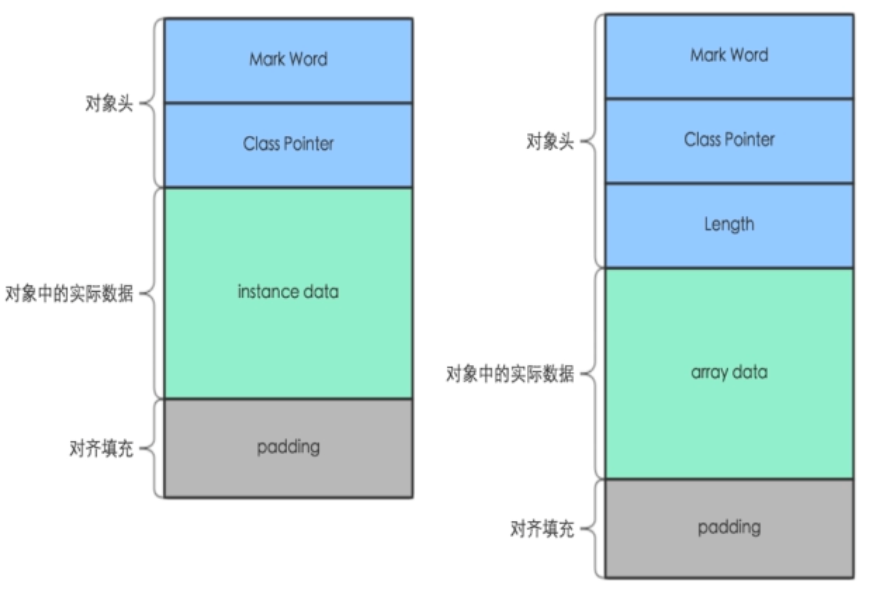 对象头
Mark Word
Class Pointer
对象中的实际数据
instance data
对齐填充
padding
对象头
Mark Word
Class Pointer
Length
对象中的实际数据
array data
对齐填充
padding